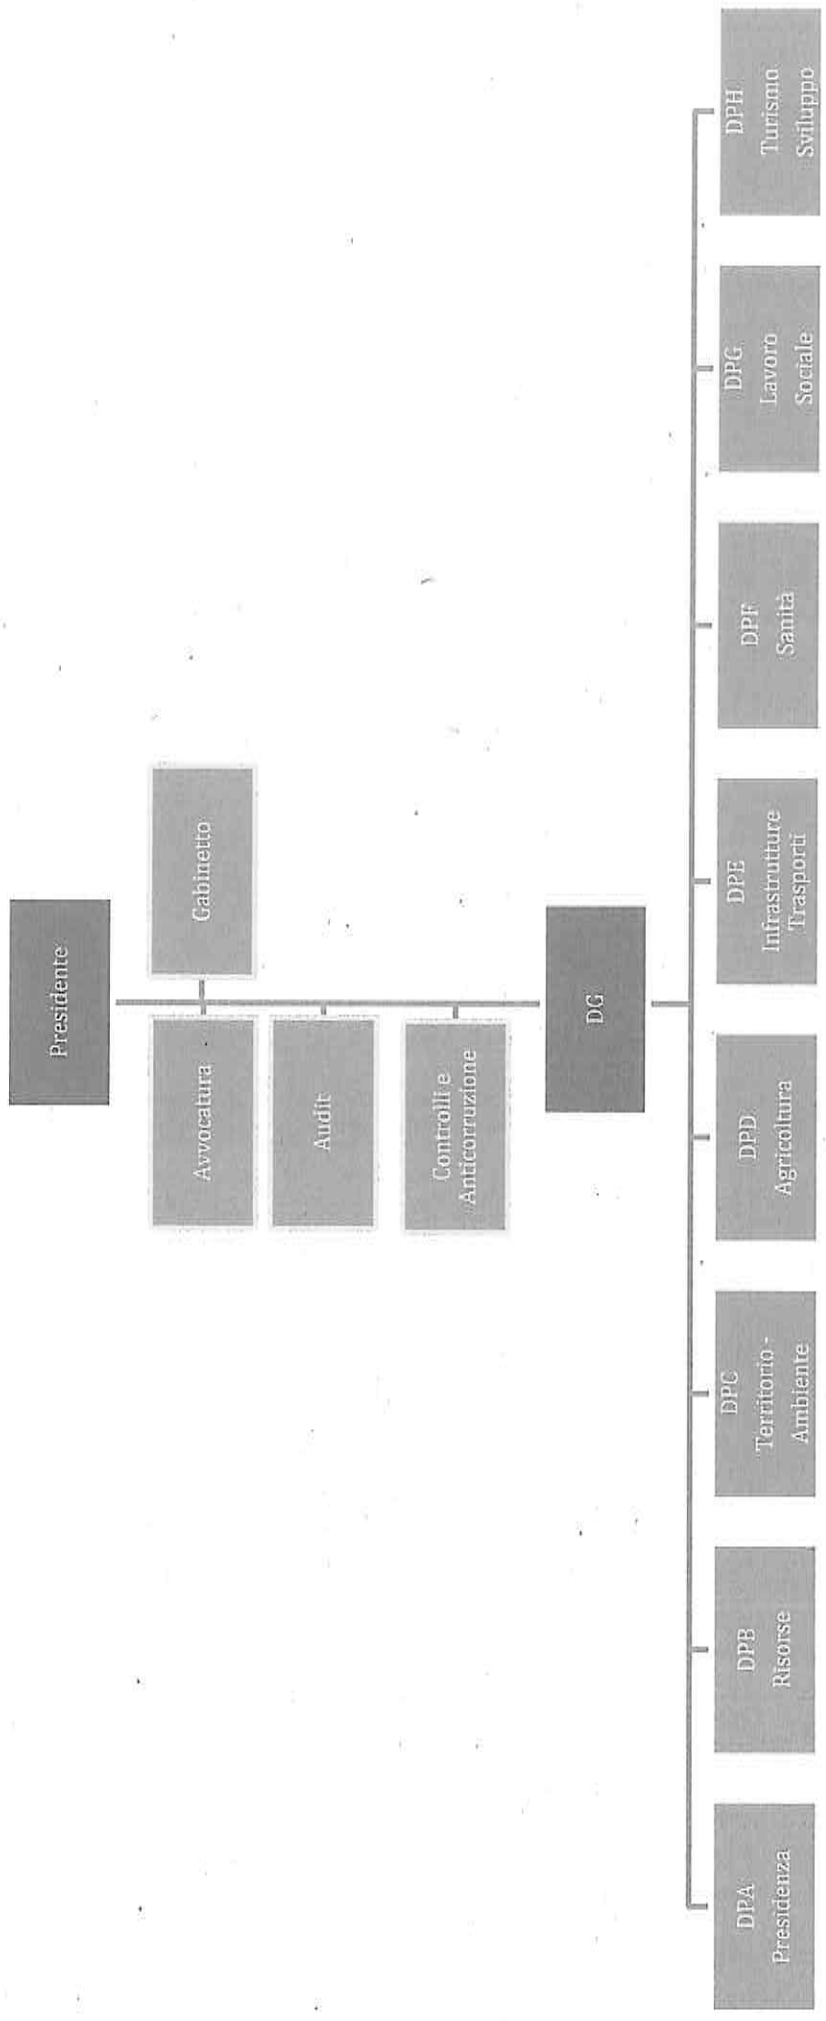 Presidente
Avvocatura
Gabinetto
Audit
Controlli e
Anticorruzione
DG
DPA
Presidenza
DPB
Risorse
DPC
Territorio -
Ambiente
DPD
Agricoltura
DPE
Infrastrutture
Trasporti
DPF
Sanità
DPG
Lavoro
Sociale
DPH
Turismo
Sviluppo